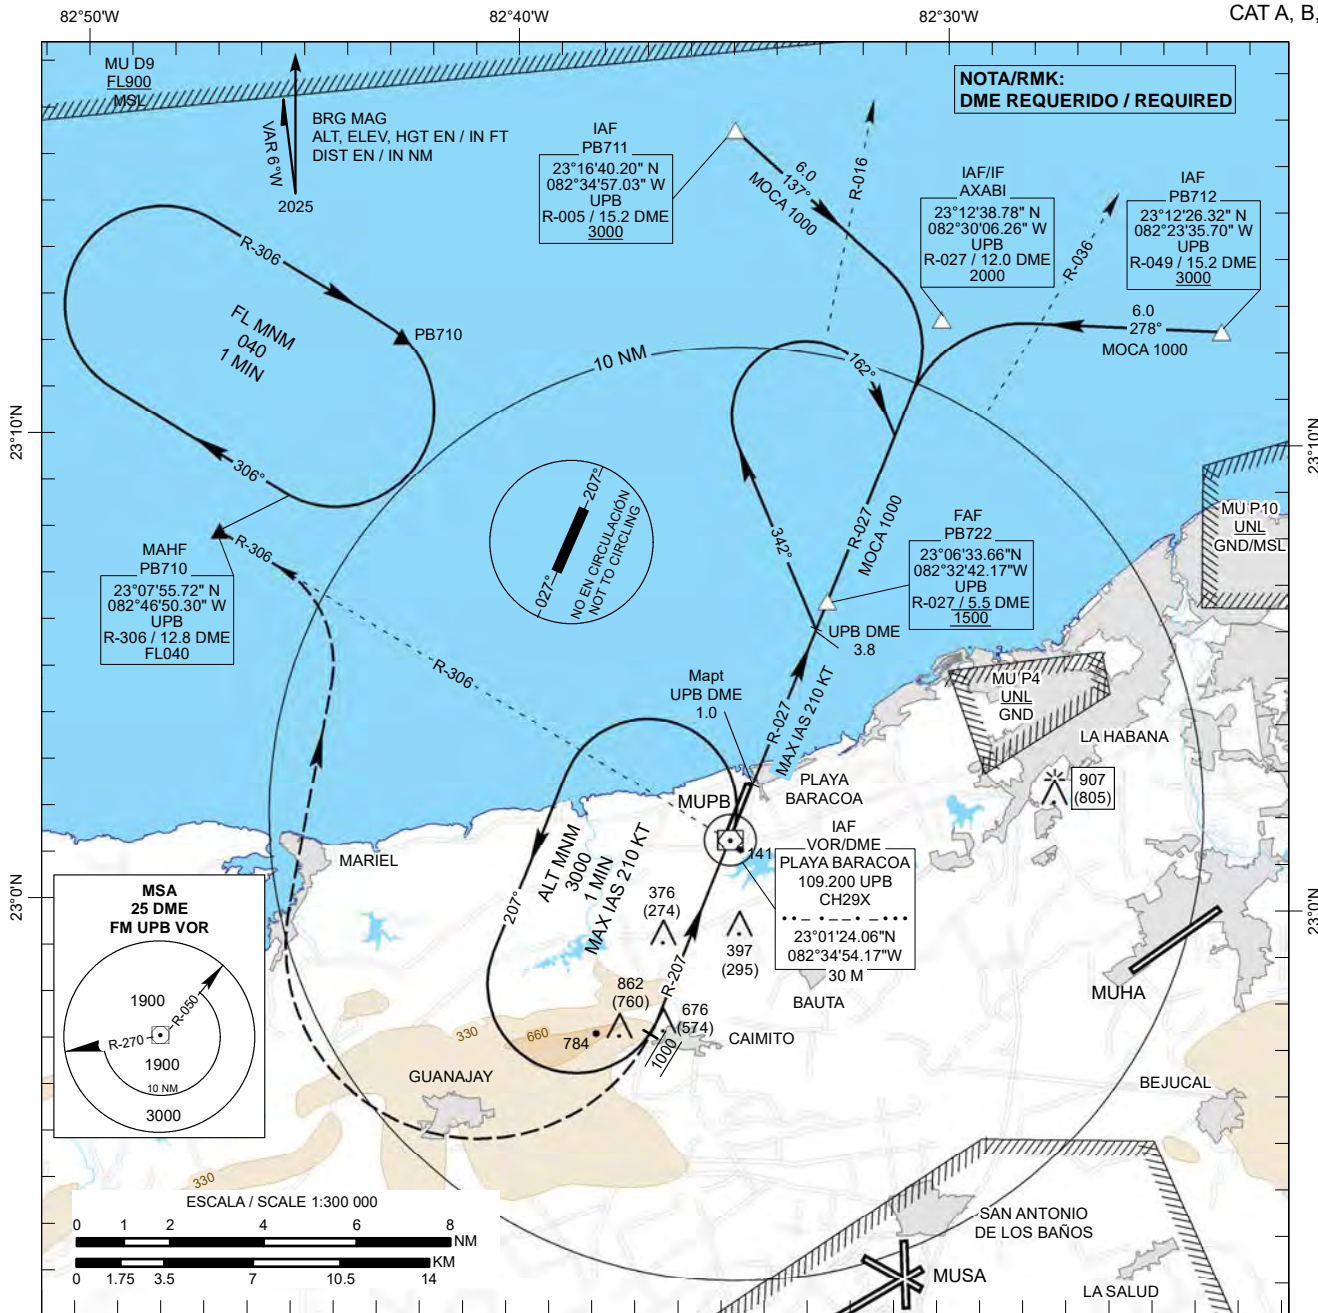 82°50'W
82°40'W
82°30'W
CAT A, B,
MU D9
FL900
MSL
VAR 6°W
2025
BRG MAG
ALT, ELEV, HGT EN / IN FT
DIST EN / IN NM
NOTA/RMK:
DME REQUERIDO / REQUIRED
IAF
PB711
23°16'40.20" N
082°34'57.03" W
UPB
R-005 / 15.2 DME
3000
6.0
137°
MOCA 1000
R-016
IAF/IF
AXABI
23°12'38.78" N
082°30'06.26" W
UPB
R-027 / 12.0 DME
2000
IAF
PB712
23°12'26.32" N
082°23'35.70" W
UPB
R-049 / 15.2 DME
3000
R-036
6.0
278°
MOCA 1000
R-306
FL MNM
040
1 MIN
PB710
306°
10 NM
162°
23°10'N
23°10'N
MAHF
PB710
23°07'55.72" N
082°46'50.30" W
UPB
R-306 / 12.8 DME
FL040
R-306
207°
027°
NO EN CIRCULACIÓN
NOT TO CIRCLING
342°
R-027
MOCA 1000
FAF
PB722
23°06'33.66"N
082°32'42.17"W
UPB
R-027 / 5.5 DME
1500
MU P10
UNL
GND/MSL
UPB DME
3.8
R-306
Mapt
UPB DME
1.0
R-027
MAX IAS 210 KT
MU P4
UNL
GND
LA HABANA
907
(805)
PLAYA
BARACOA
MUPB
141
IAF
VOR/DME
PLAYA BARACOA
109.200 UPB
CH29X
23°01'24.06"N
082°34'54.17"W
30 M
MARIEL
207°
ALT MNM
3000
1 MIN
MAX IAS 210 KT
376
(274)
397
(295)
R-207
862
(760)
676
(574)
784
1000
23°0'N
23°0'N
MSA
25 DME
FM UPB VOR
1900
R-050
R-270
1900
10 NM
3000
330
660
CAIMITO
BAUTA
MUHA
GUANAJAY
BEJUCAL
330
ESCALA / SCALE 1:300 000
0 1 2 4 6 8 NM
0 1.75 3.5 7 10.5 14 KM
SAN ANTONIO
DE LOS BAÑOS
MUSA
LA SALUD